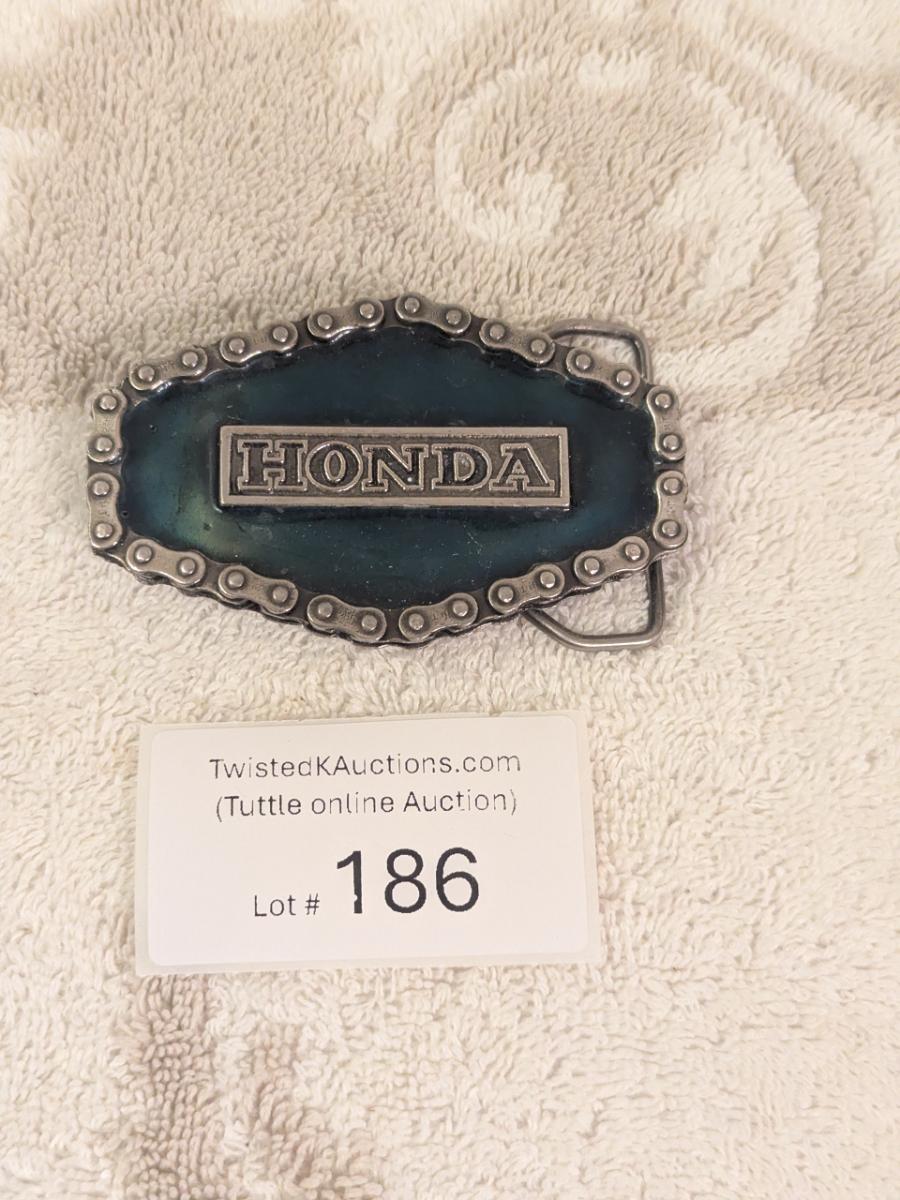 HONDA
TwistedKAuctions.com
(Tuttle online Auction)
Lot # 186